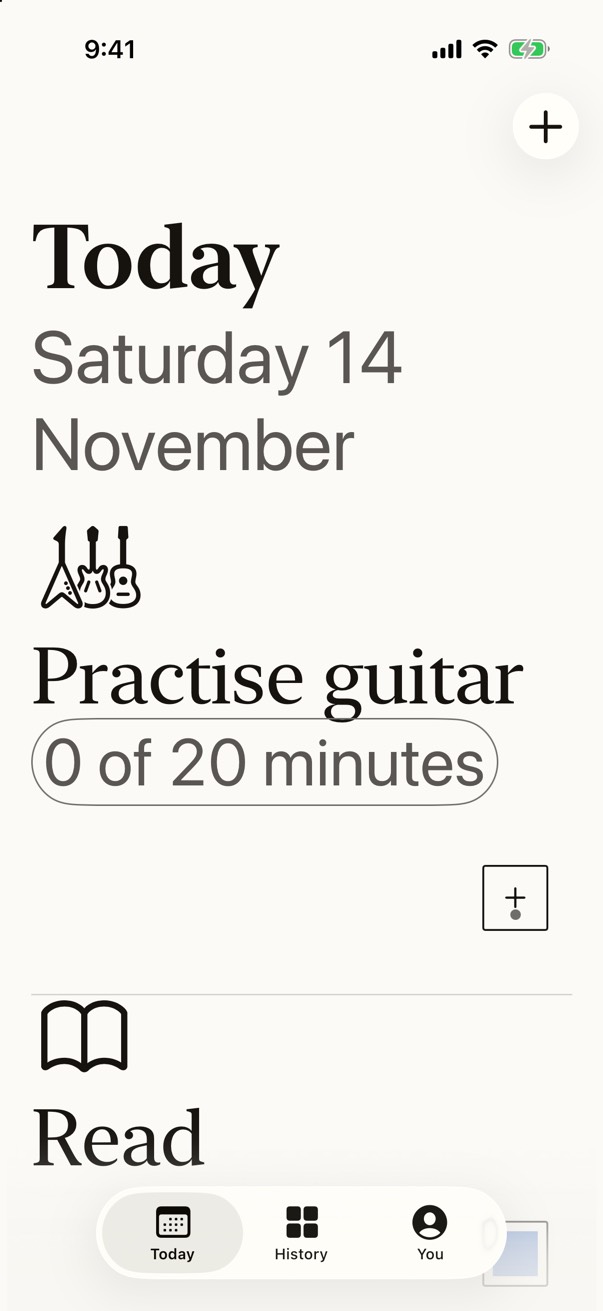 9:41
Today
Saturday 14
November
Practise guitar
0 of 20 minutes
+
Read
Today
History
You